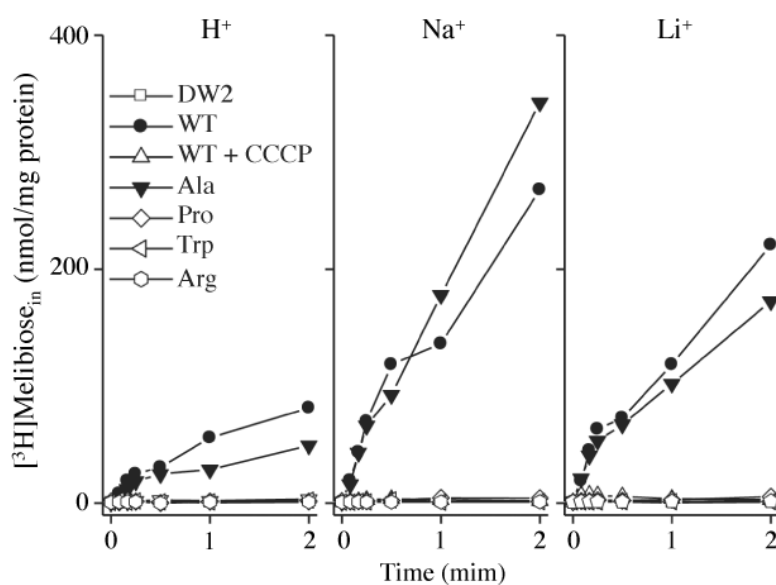 H⁺ Na⁺ Li⁺
400
200
0
[³H]Melibiose_in (nmol/mg protein)
DW2
WT
WT + CCCP
Ala
Pro
Trp
Arg
0 1 2 0 1 2 0 1 2
Time (mim)